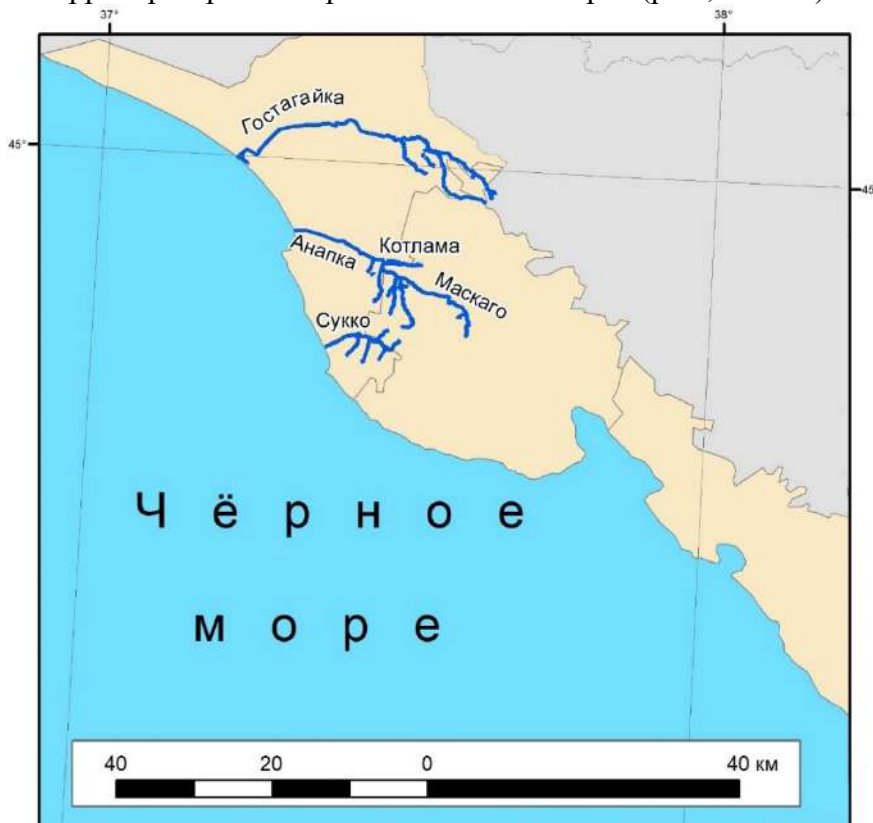 37°
38°
45°
45
Гостагайка
Анапка
Котлама
Маскаго
Сукко
Чёрное
море
40 20 0 40 км